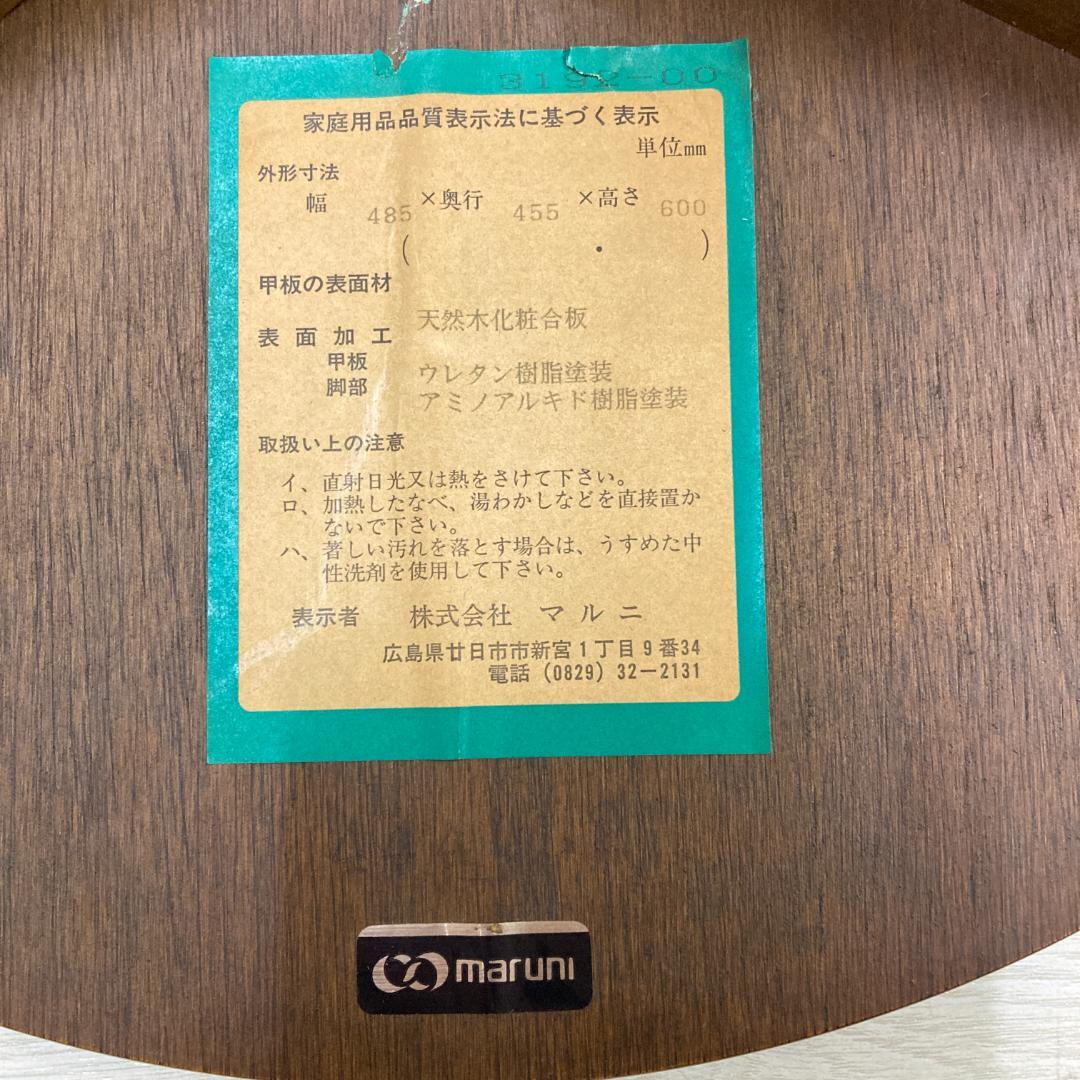 3192-00
家庭用品品質表示法に基づく表示
単位mm
外形寸法
幅 485 ×奥行 455 ×高さ 600
( ・ )
甲板の表面材
天然木化粧合板
表面加工
甲板 ウレタン樹脂塗装
脚部 アミノアルキド樹脂塗装
取扱い上の注意
イ、直射日光又は熱をさけて下さい。
ロ、加熱したなべ、湯わかしなどを直接置か
ないで下さい。
ハ、著しい汚れを落とす場合は、うすめた中
性洗剤を使用して下さい。
表示者 株式会社 マルニ
広島県廿日市市新宮1丁目9番34
電話 (0829) 32-2131
maruni